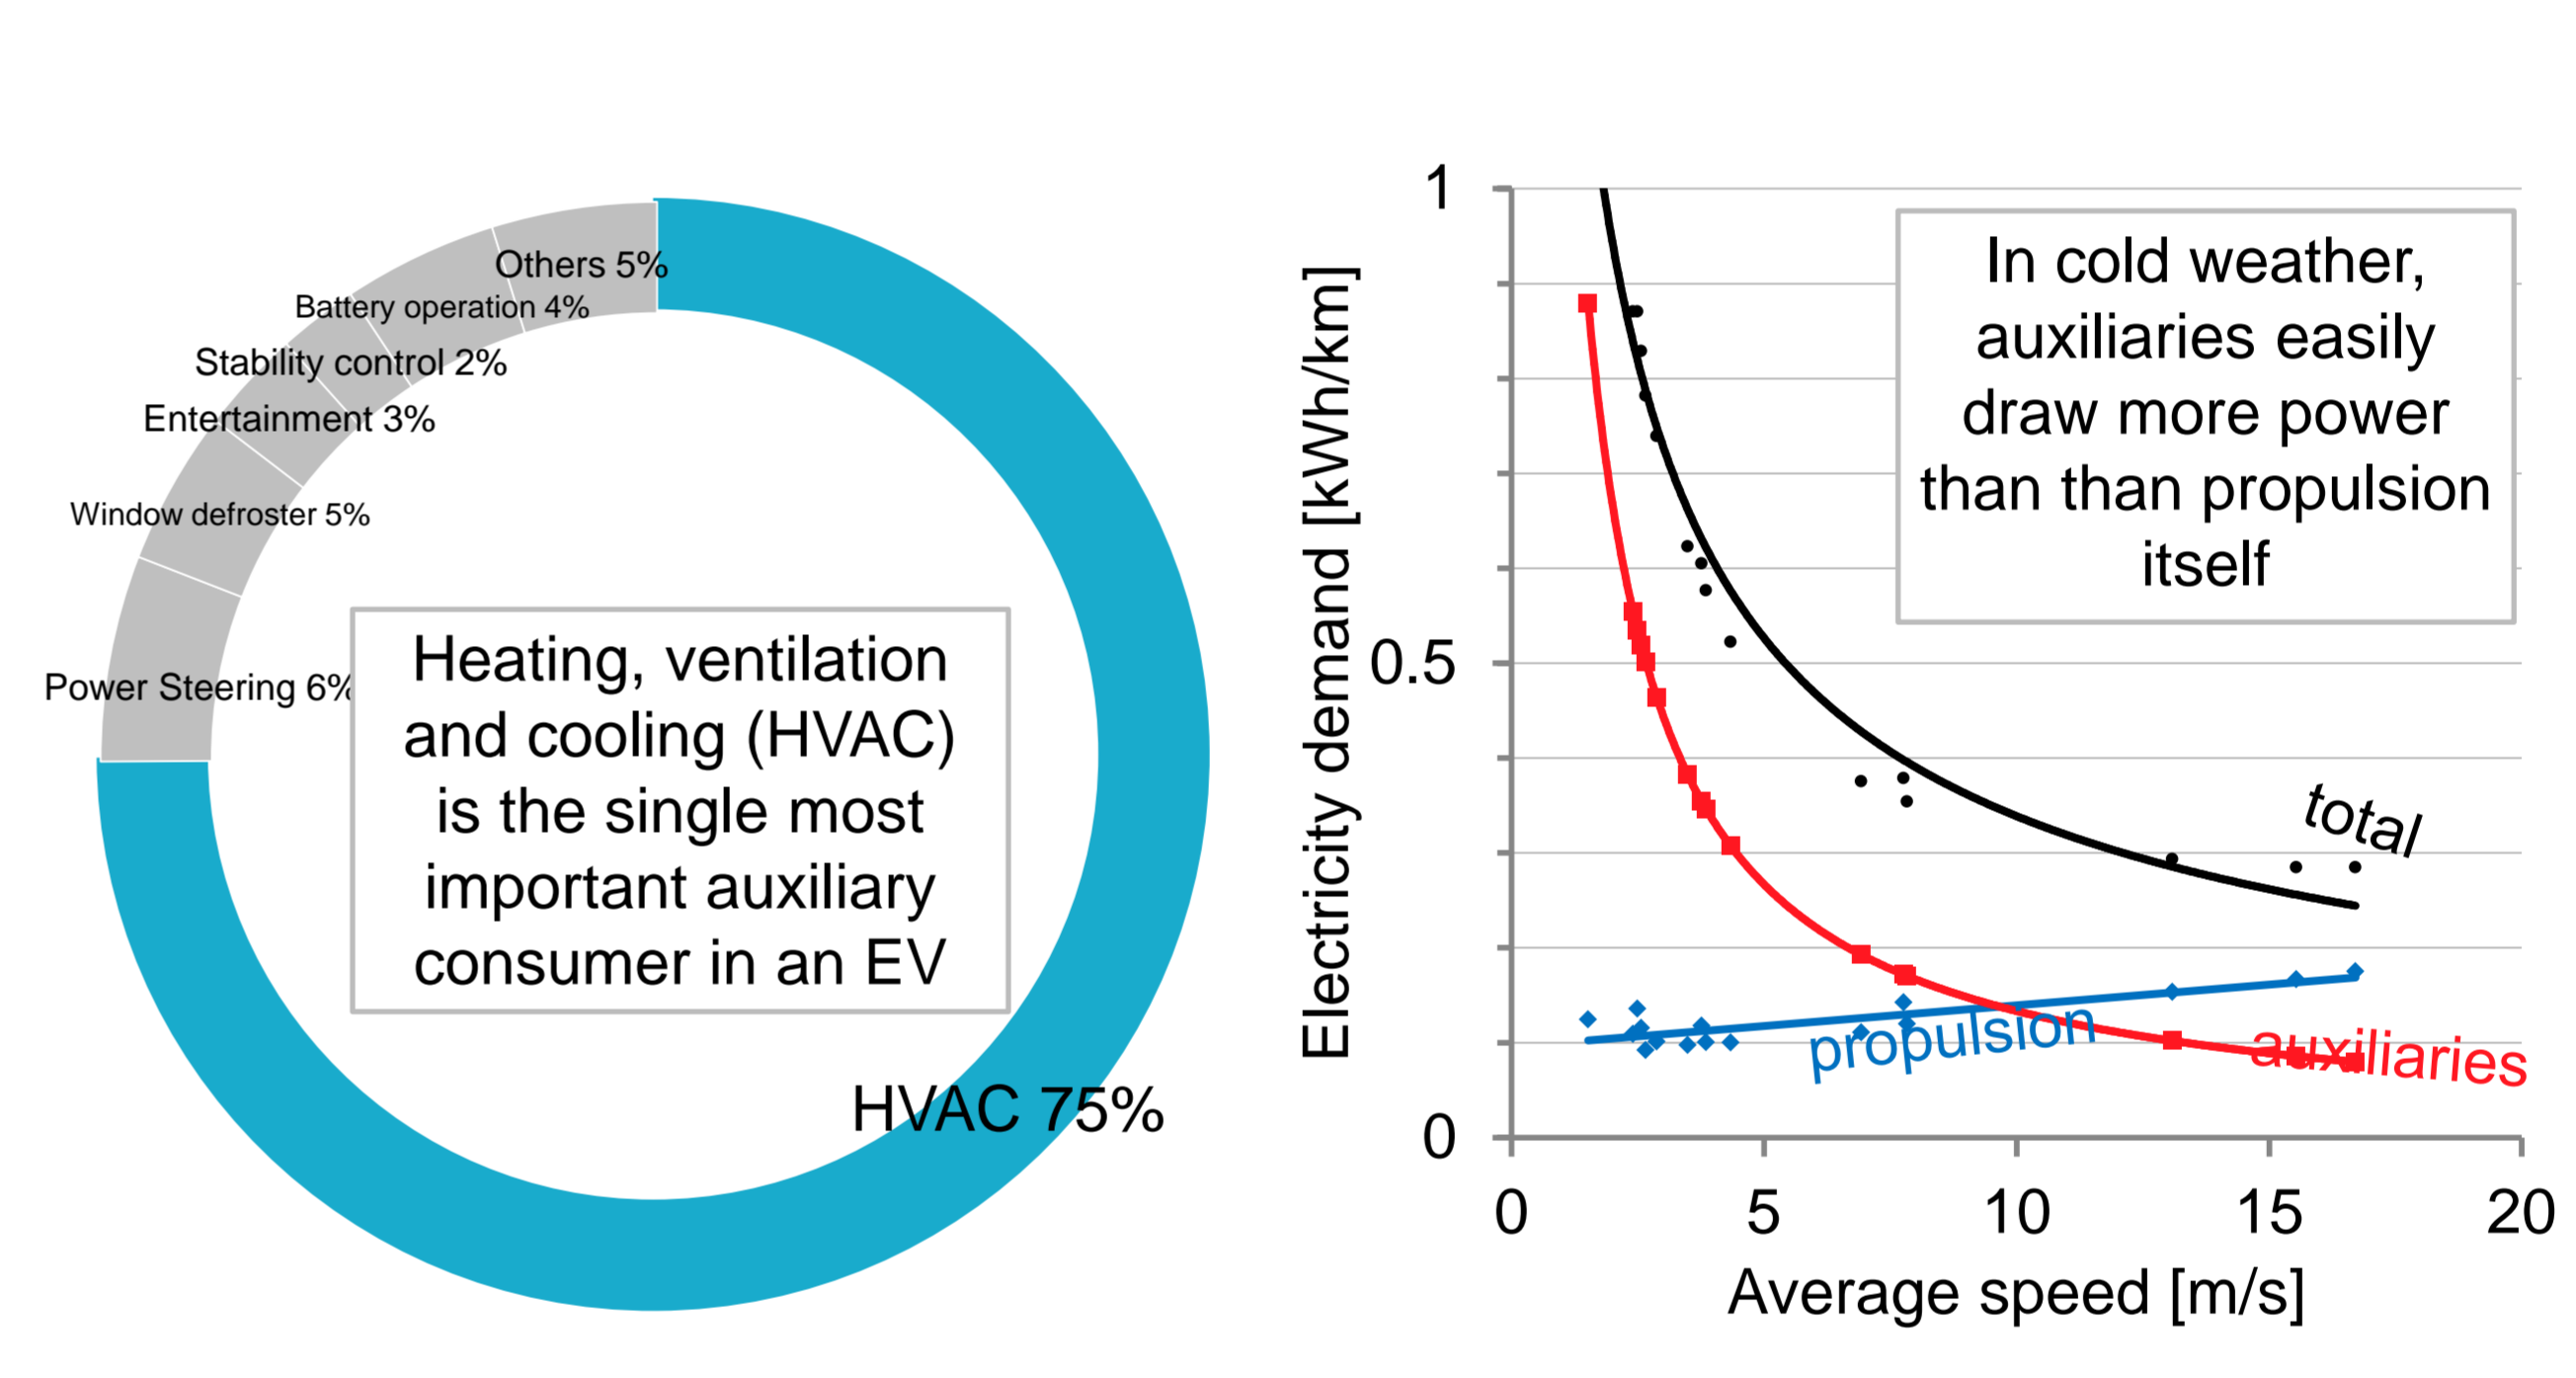 Others 5%
Battery operation 4%
Stability control 2%
Entertainment 3%
Window defroster 5%
Power Steering 6%
Heating, ventilation
and cooling (HVAC)
is the single most
important auxiliary
consumer in an EV
HVAC 75%
Electricity demand [kWh/km]
1
0.5
0
In cold weather,
auxiliaries easily
draw more power
than than propulsion
itself
total
propulsion
auxiliaries
0 5 10 15 20
Average speed [m/s]